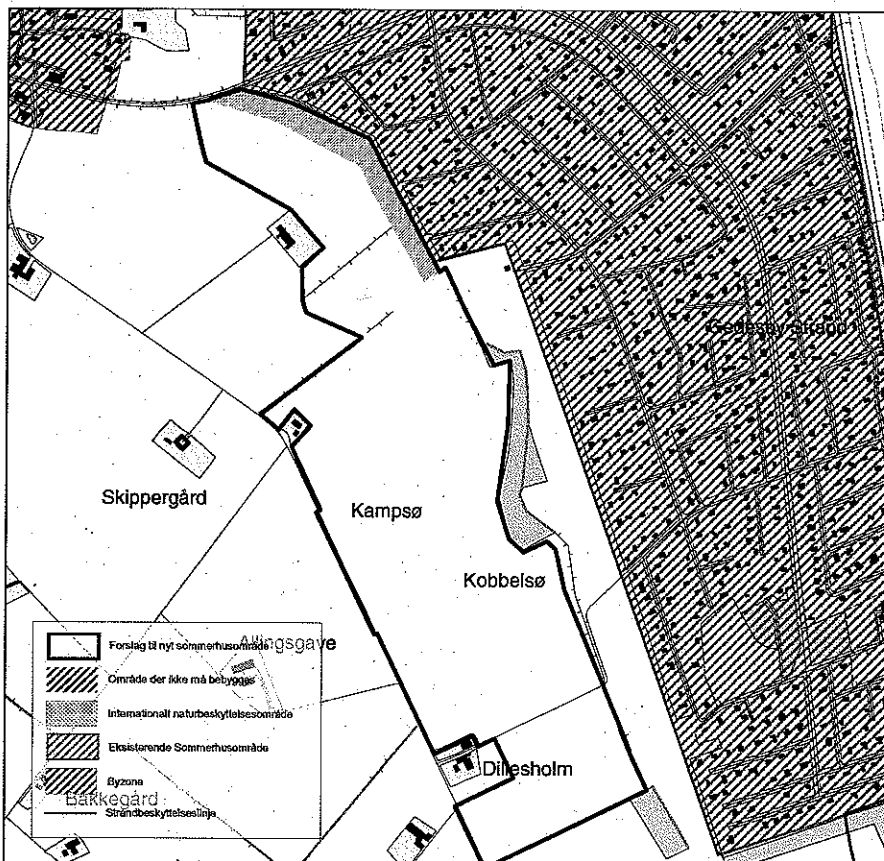 Gedesby Strand
Skippergård
Kampsø
Kobbelsø
Allingsgave
Forslag til nyt sommerhusområde
Område der ikke må bebygges
Internationalt naturbeskyttelsesområde
Eksisterende Sommerhusområde
Byzone
Bakkegård
Strandbeskyttelseslinje
Dillesholm